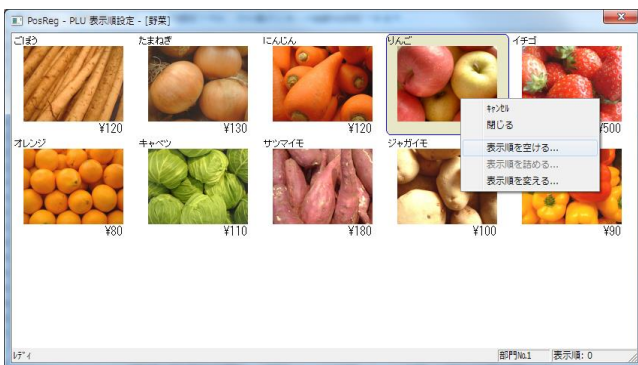 PosReg - PLU 表示順設定 - [野菜]
ごぼう
¥120
たまねぎ
¥130
にんじん
¥120
りんご
イチゴ
¥500
キャンセル
閉じる
表示順を空ける...
表示順を詰める...
表示順を変える...
オレンジ
¥80
キャベツ
¥110
サツマイモ
¥180
ジャガイモ
¥100
¥90
レディ
部門No.1
表示順: 0